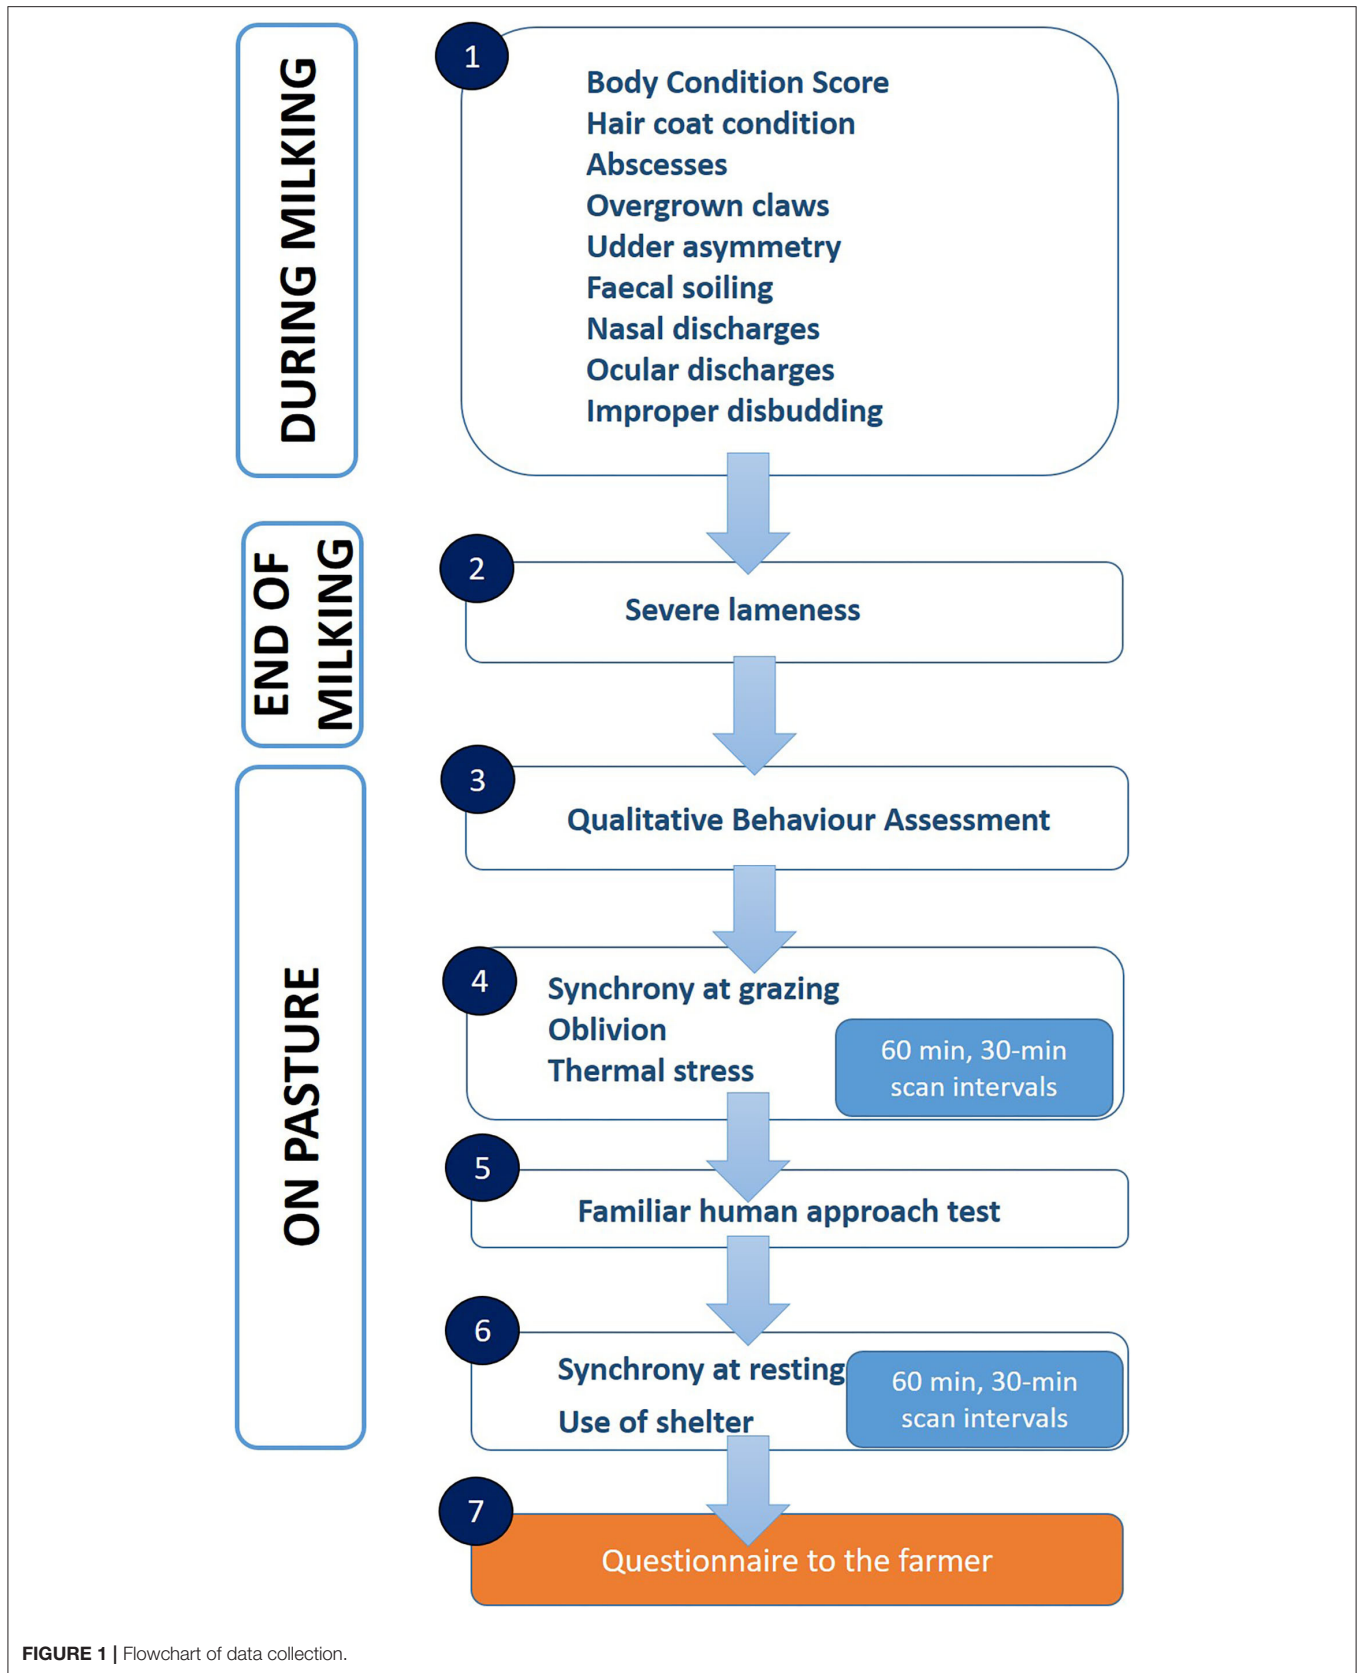 DURING MILKING
1
Body Condition Score
Hair coat condition
Abscesses
Overgrown claws
Udder asymmetry
Faecal soiling
Nasal discharges
Ocular discharges
Improper disbudding
END OF
MILKING
2
Severe lameness
ON PASTURE
3
Qualitative Behaviour Assessment
4
Synchrony at grazing
Oblivion
Thermal stress
60 min, 30-min
scan intervals
5
Familiar human approach test
6
Synchrony at resting
Use of shelter
60 min, 30-min
scan intervals
7
Questionnaire to the farmer
FIGURE 1 | Flowchart of data collection.